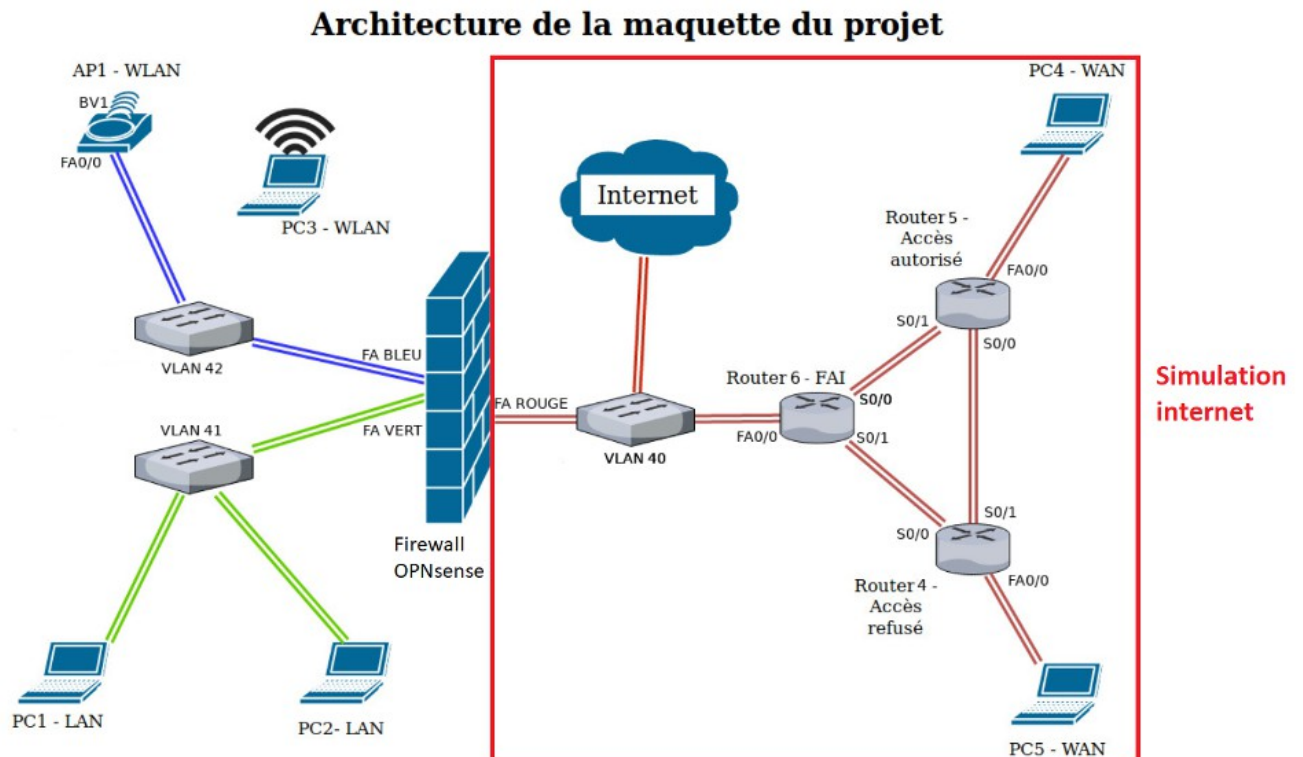 Architecture de la maquette du projet
AP1 - WLAN
BV1
FA0/0
PC3 - WLAN
VLAN 42
FA BLEU
VLAN 41
FA VERT
Firewall
OPNsense
PC1 - LAN
PC2- LAN
FA ROUGE
Internet
VLAN 40
Router 6 - FAI
FA0/0
S0/0
S0/1
PC4 - WAN
Router 5 -
Accès
autorisé
FA0/0
S0/1
S0/0
S0/1
S0/0
Router 4 -
Accès
refusé
FA0/0
PC5 - WAN
Simulation
internet